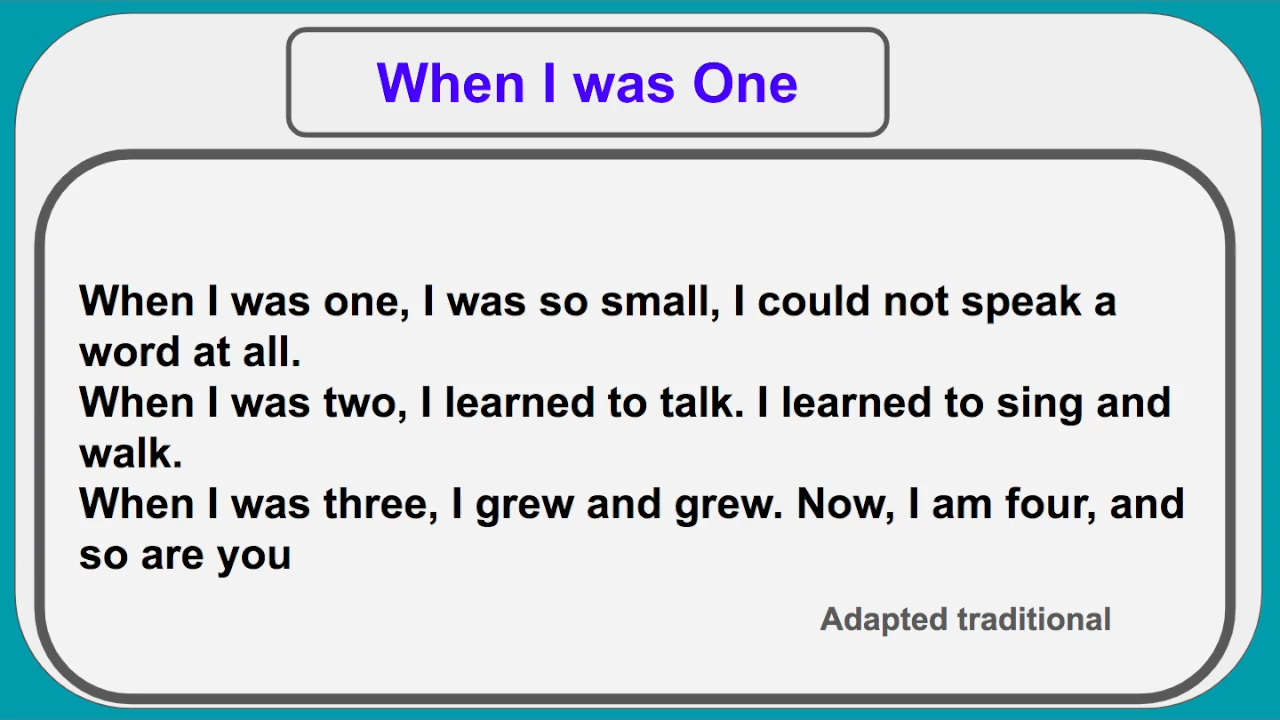 When I was One
When I was one, I was so small, I could not speak a
word at all.
When I was two, I learned to talk. I learned to sing and
walk.
When I was three, I grew and grew. Now, I am four, and
so are you
Adapted traditional